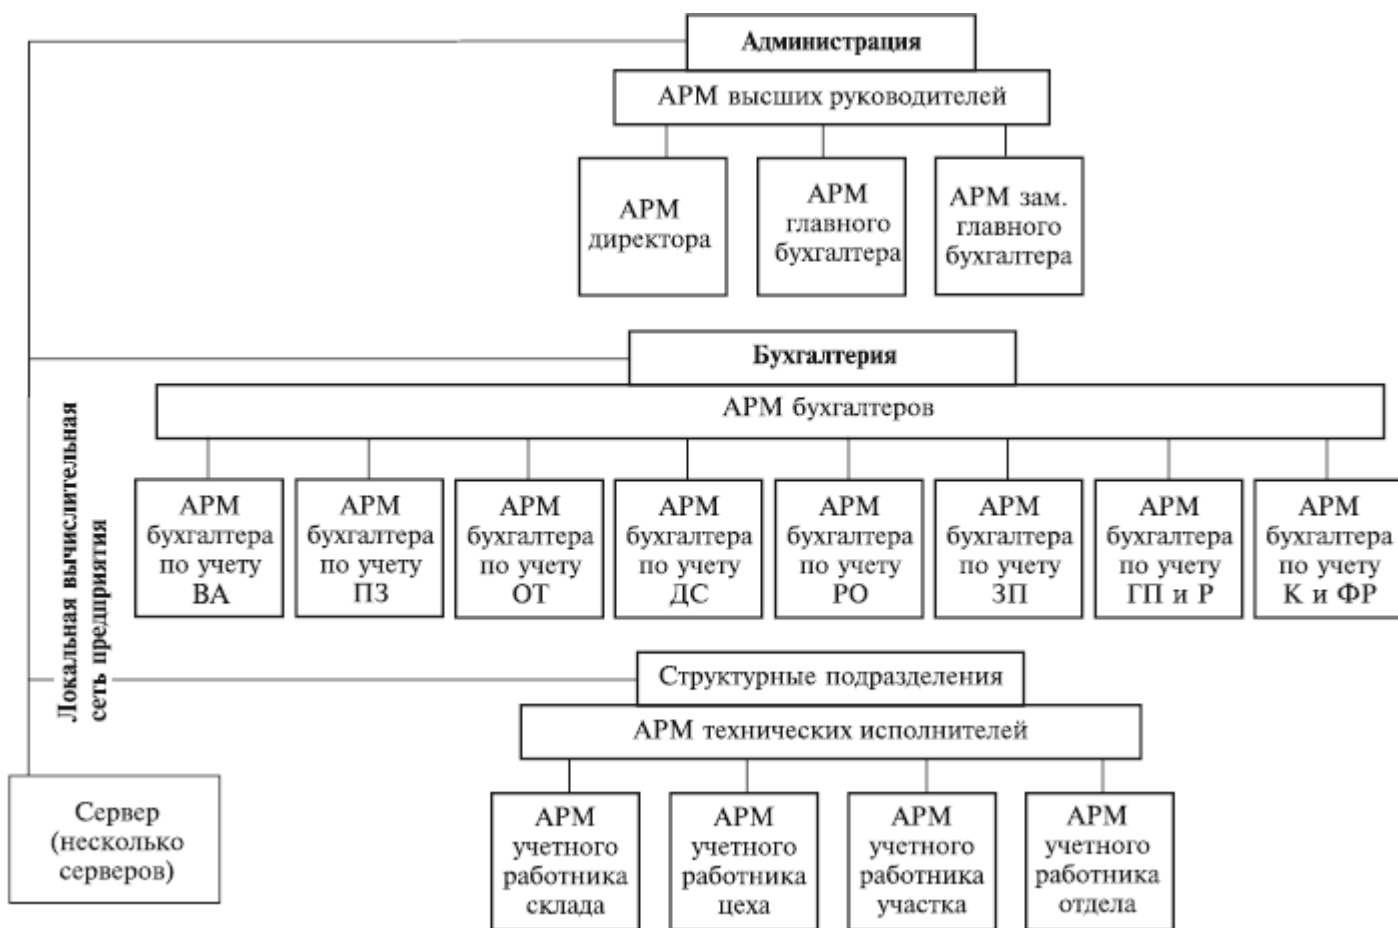 Администрация
АРМ высших руководителей
АРМ
директора
АРМ
главного
бухгалтера
АРМ зам.
главного
бухгалтера
Бухгалтерия
АРМ бухгалтеров
АРМ
бухгалтера
по учету
ВА
АРМ
бухгалтера
по учету
ПЗ
АРМ
бухгалтера
по учету
ОТ
АРМ
бухгалтера
по учету
ДС
АРМ
бухгалтера
по учету
РО
АРМ
бухгалтера
по учету
ЗП
АРМ
бухгалтера
по учету
ГП и Р
АРМ
бухгалтера
по учету
К и ФР
Локальная вычислительная
сеть предприятия
Структурные подразделения
АРМ технических исполнителей
Сервер
(несколько
серверов)
АРМ
учетного
работника
склада
АРМ
учетного
работника
цеха
АРМ
учетного
работника
участка
АРМ
учетного
работника
отдела